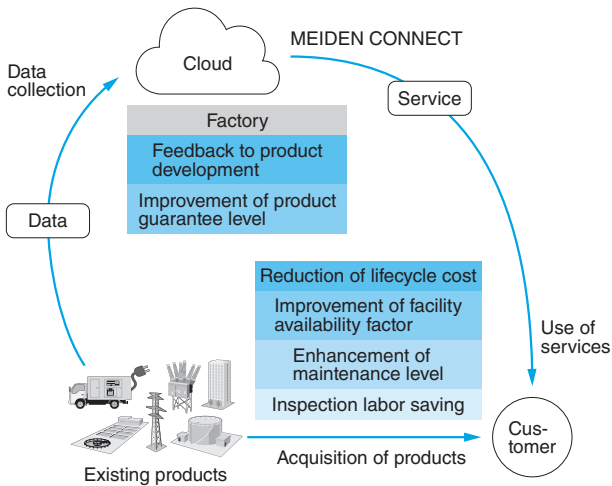 MEIDEN CONNECT
Cloud
Data
collection
Service
Factory
Feedback to product
development
Improvement of product
guarantee level
Data
Reduction of lifecycle cost
Improvement of facility
availability factor
Enhancement of
maintenance level
Inspection labor saving
Use of
services
Cus-
tomer
Existing products
Acquisition of products